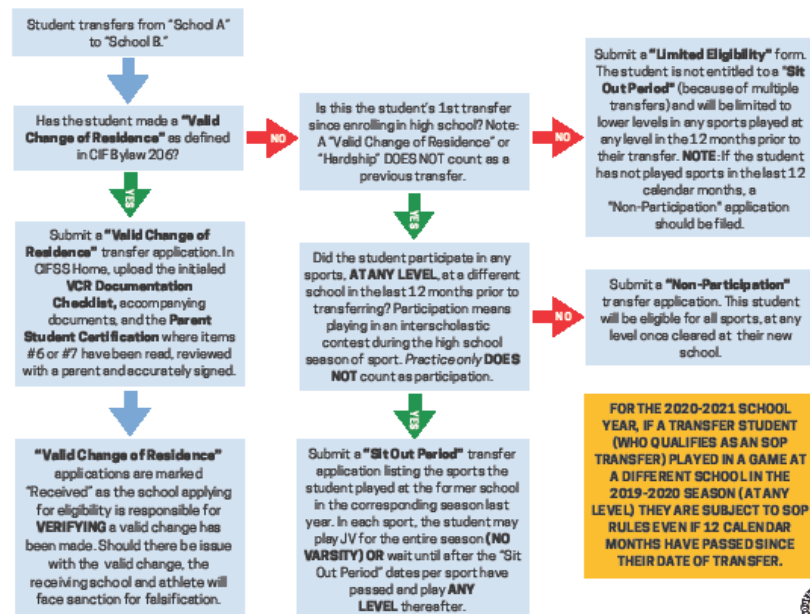 Student transfers from "School A"
to "School B."
Has the student made a "Valid
Change of Residence" as defined
in CIF Bylaw 206?
NO
Is this the student's 1st transfer
since enrolling in high school? Note:
A "Valid Change of Residence" or
"Hardship" DOES NOT count as a
previous transfer.
NO
Submit a "Limited Eligibility" form.
The student is not entitled to a "Sit
Out Period" (because of multiple
transfers) and will be limited to
lower levels in any sports played at
any level in the 12 months prior to
their transfer. NOTE: If the student
has not played sports in the last 12
calendar months, a
"Non-Participation" application
should be filed.
YES
Submit a "Valid Change of
Residence" transfer application. In
CIFSS Home, upload the initialed
VCR Documentation
Checklist, accompanying
documents, and the Parent
Student Certification where items
#6 or #7 have been read, reviewed
with a parent and accurately signed.
YES
Did the student participate in any
sports, AT ANY LEVEL, at a different
school in the last 12 months prior to
transferring? Participation means
playing in an interscholastic
contest during the high school
season of sport. Practice only DOES
NOT count as participation.
NO
Submit a "Non-Participation"
transfer application. This student
will be eligible for all sports, at any
level once cleared at their new
school.
"Valid Change of Residence"
applications are marked
"Received" as the school applying
for eligibility is responsible for
VERIFYING a valid change has
been made. Should there be issue
with the valid change, the
receiving school and athlete will
face sanction for falsification.
YES
Submit a "Sit Out Period" transfer
application listing the sports the
student played at the former school
in the corresponding season last
year. In each sport, the student may
play JV for the entire season (NO
VARSITY) OR wait until after the "Sit
Out Period" dates per sport have
passed and play ANY
LEVEL thereafter.
FOR THE 2020-2021 SCHOOL
YEAR, IF A TRANSFER STUDENT
(WHO QUALIFIES AS AN SOP
TRANSFER) PLAYED IN A GAME AT
A DIFFERENT SCHOOL IN THE
2019-2020 SEASON (AT ANY
LEVEL) THEY ARE SUBJECT TO SOP
RULES EVEN IF 12 CALENDAR
MONTHS HAVE PASSED SINCE
THEIR DATE OF TRANSFER.